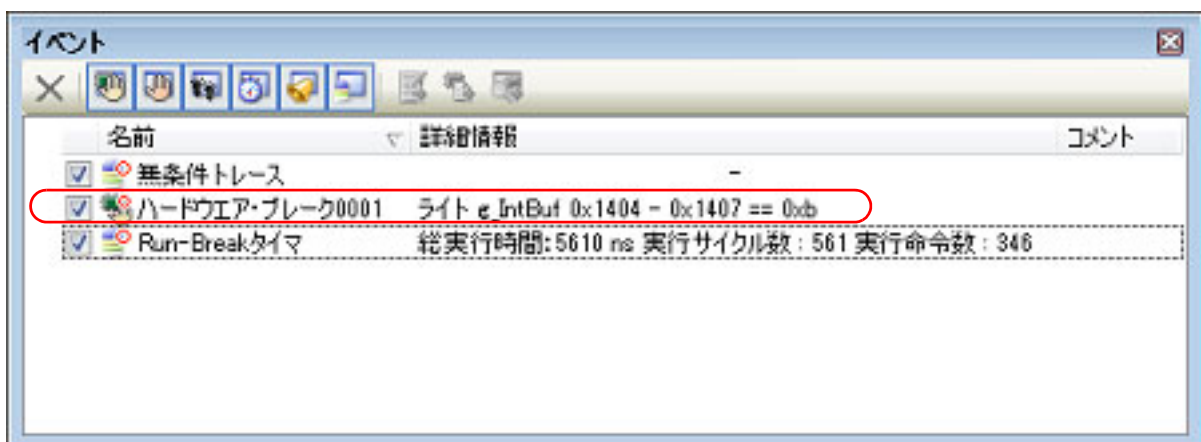 イベント
名前 詳細情報 コメント
無条件トレース -
ハードウエア・ブレーク0001 ライト g_IntBuf 0x1404 - 0x1407 == 0xb
Run-Breakタイマ 総実行時間: 5610 ns 実行サイクル数 : 561 実行命令数 : 346